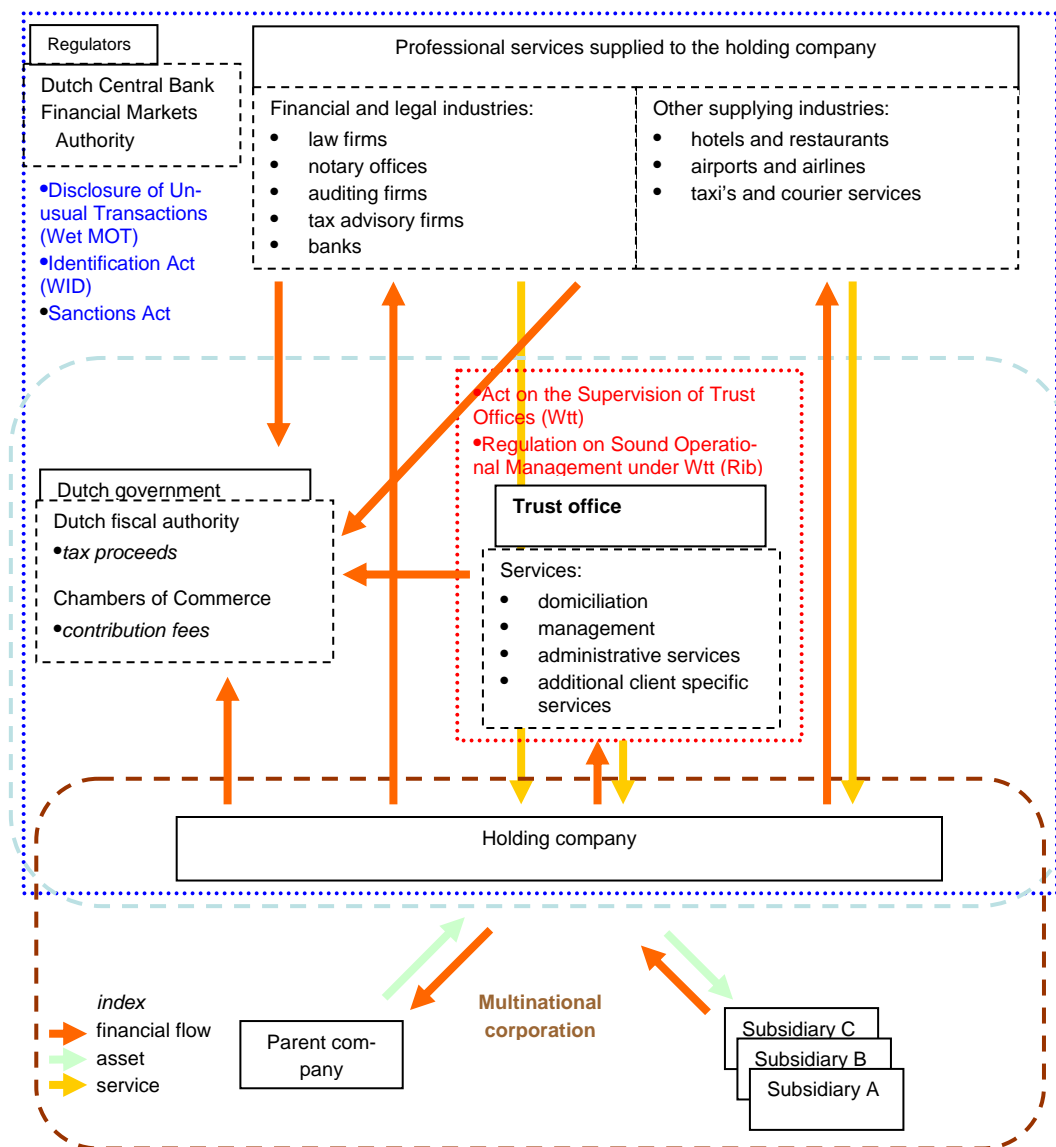 Regulators
Dutch Central Bank
Financial Markets
Authority
•Disclosure of Un-
usual Transactions
(Wet MOT)
•Identification Act
(WID)
•Sanctions Act
Professional services supplied to the holding company
Financial and legal industries:
• law firms
• notary offices
• auditing firms
• tax advisory firms
• banks
Other supplying industries:
• hotels and restaurants
• airports and airlines
• taxi's and courier services
•Act on the Supervision of Trust
Offices (Wtt)
•Regulation on Sound Operatio-
nal Management under Wtt (Rib)
Dutch government
Dutch fiscal authority
•tax proceeds
Chambers of Commerce
•contribution fees
Trust office
Services:
• domiciliation
• management
• administrative services
• additional client specific
services
Holding company
index
financial flow
asset
service
Multinational
corporation
Parent com-
pany
Subsidiary C
Subsidiary B
Subsidiary A